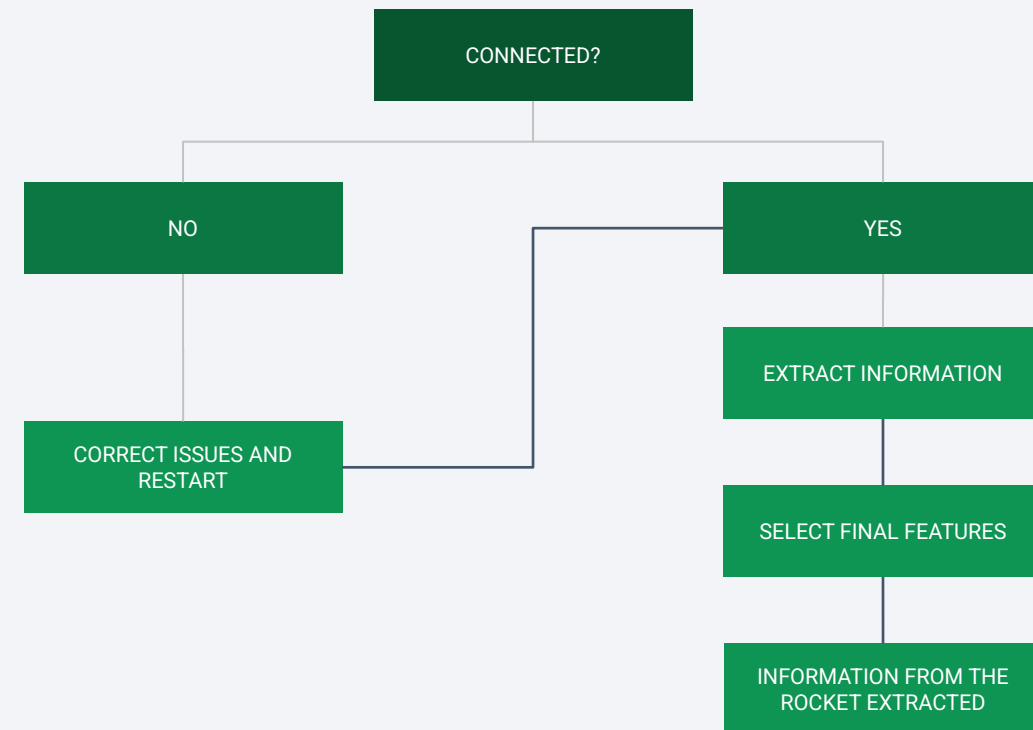 CONNECTED?
NO
YES
EXTRACT INFORMATION
CORRECT ISSUES AND
RESTART
SELECT FINAL FEATURES
INFORMATION FROM THE
ROCKET EXTRACTED